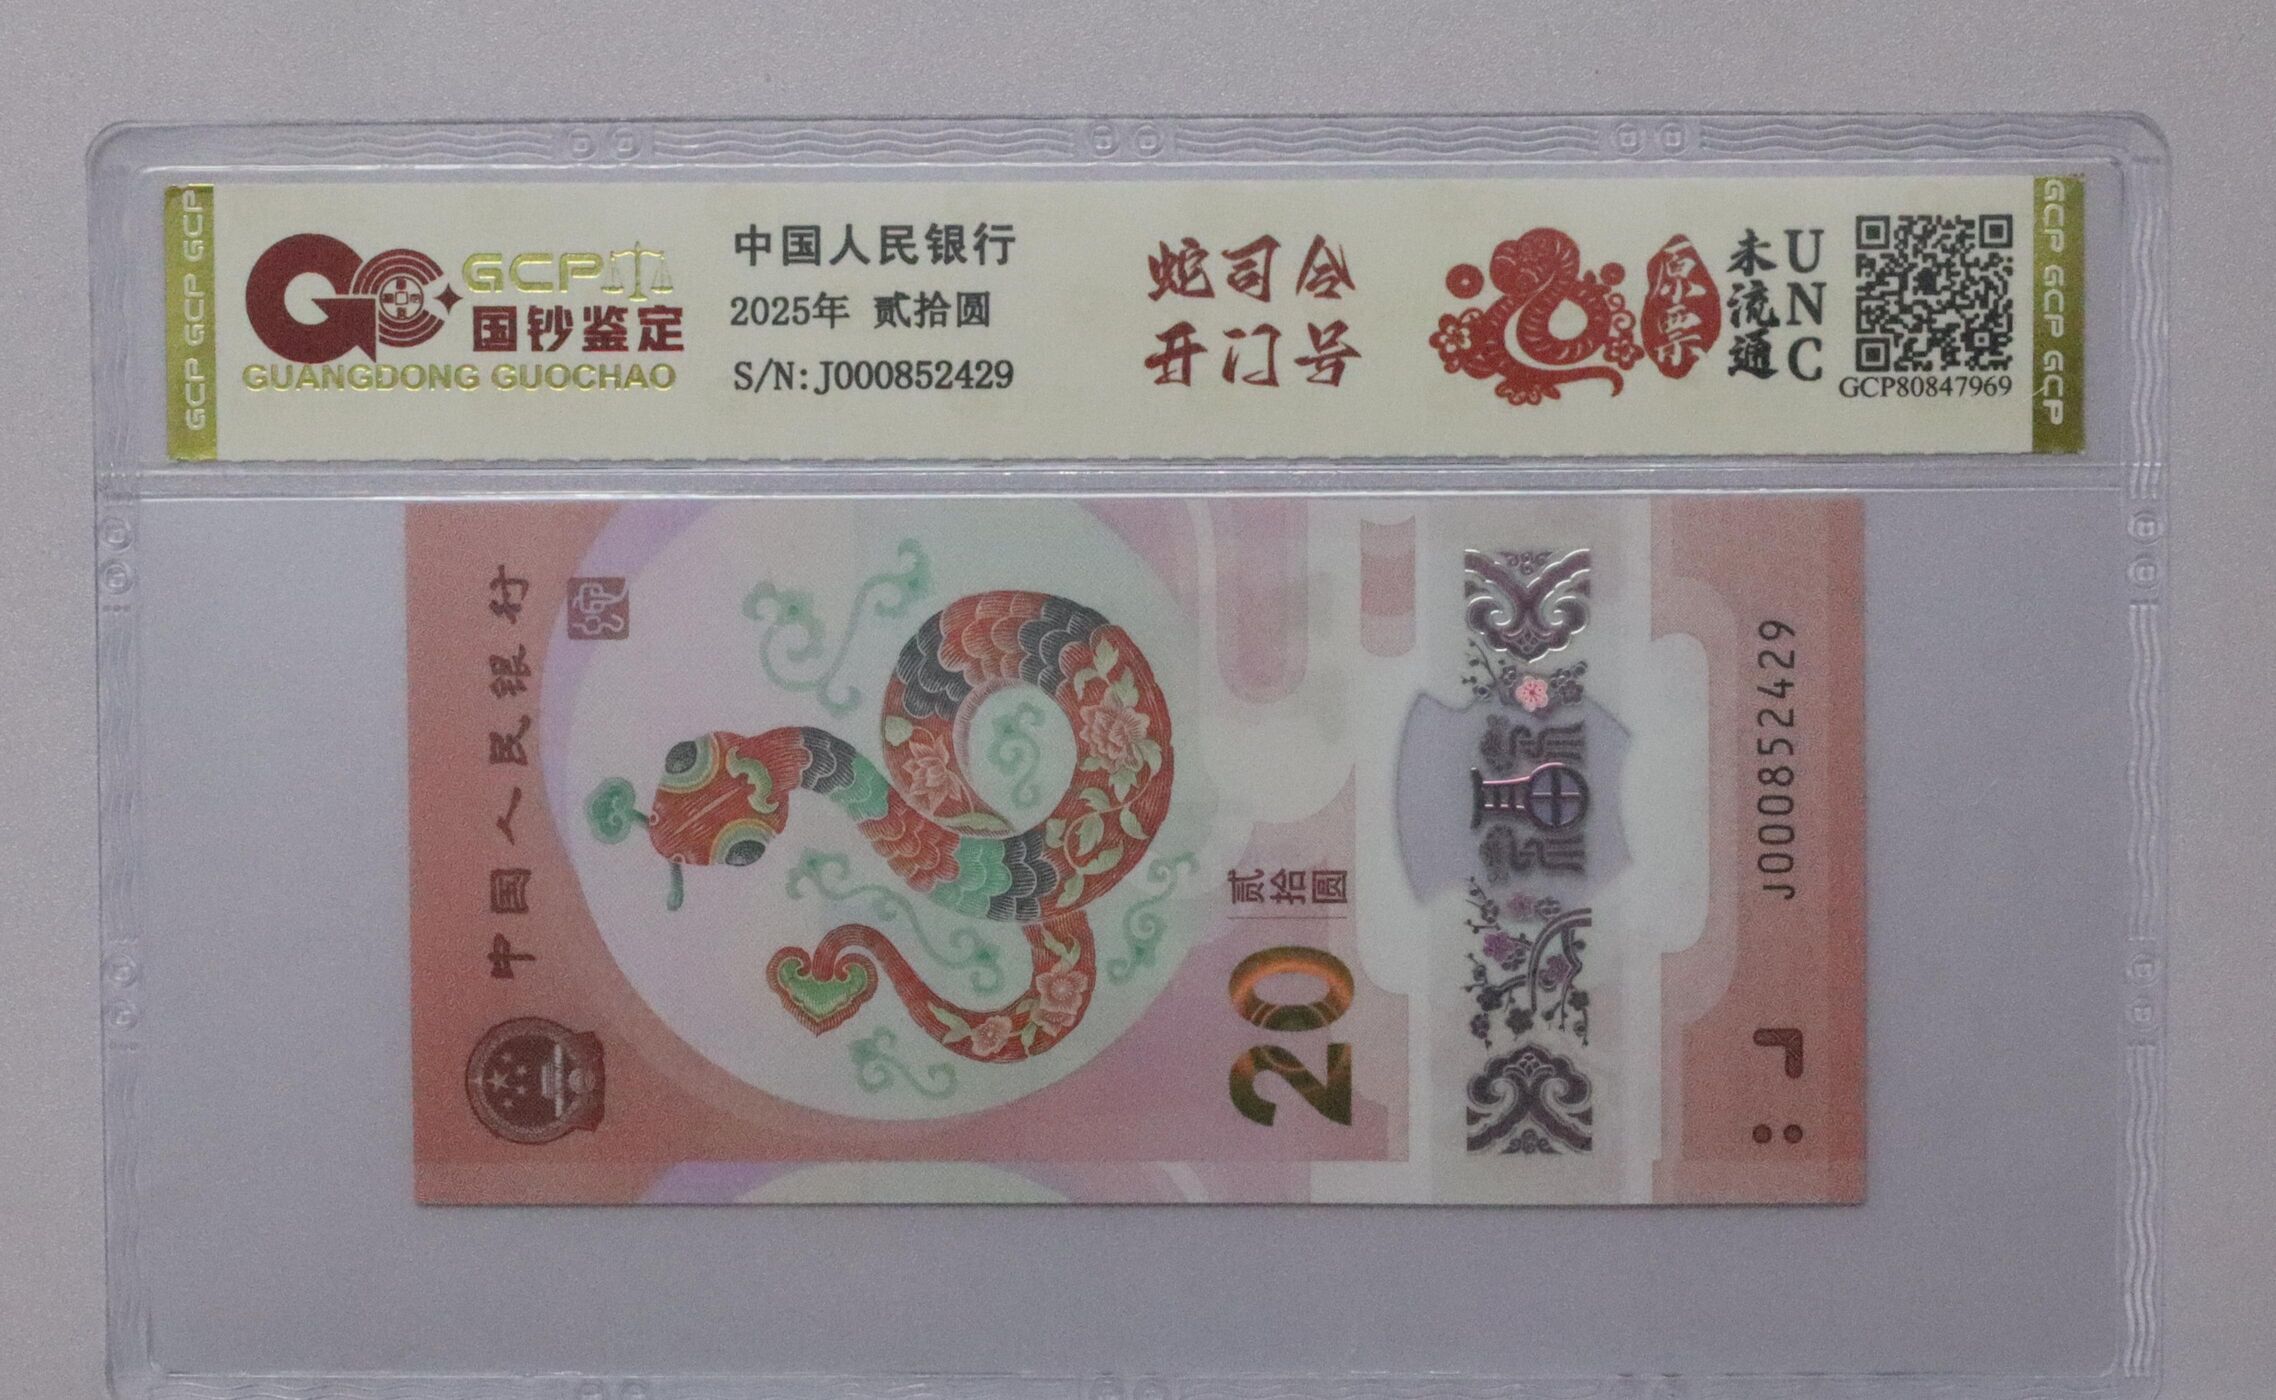 GCP GCP GCP
GCP
国钞鉴定
GUANGDONG GUOCHAO
中国人民银行
2025年 贰拾圆
S/N:J000852429
蛇司令
开门号
原票
未流通
UNC
GCP80847969
GCP GCP GCP
中国人民银行
贰拾圆
20
福
J000852429